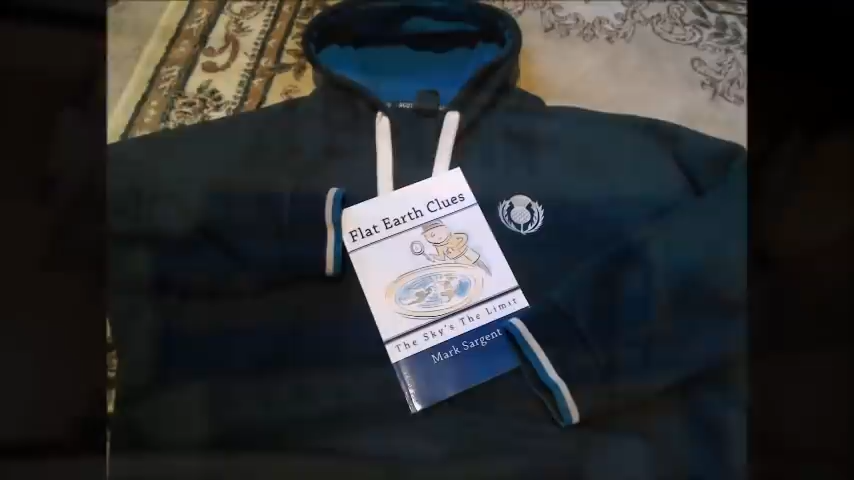 Flat Earth Clues
The Sky's The Limit
Mark Sargent